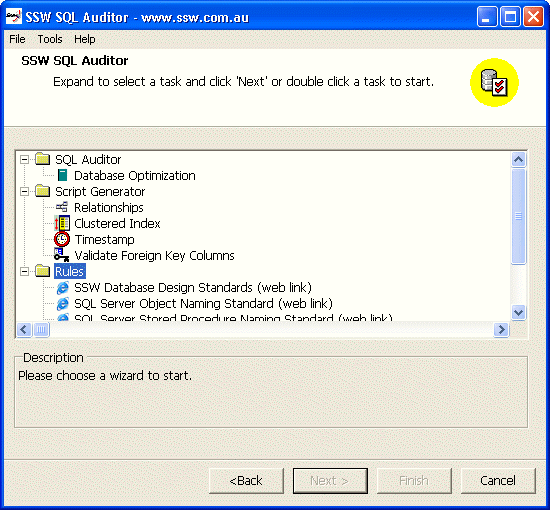 SSW SQL Auditor - www.ssw.com.au
File Tools Help
SSW SQL Auditor
Expand to select a task and click 'Next' or double click a task to start.
SQL Auditor
Database Optimization
Script Generator
Relationships
Clustered Index
Timestamp
Validate Foreign Key Columns
Rules
SSW Database Design Standards (web link)
SQL Server Object Naming Standard (web link)
SQL Server Stored Procedure Naming Standard (web link)
Description
Please choose a wizard to start.
<Back Next > Finish Cancel